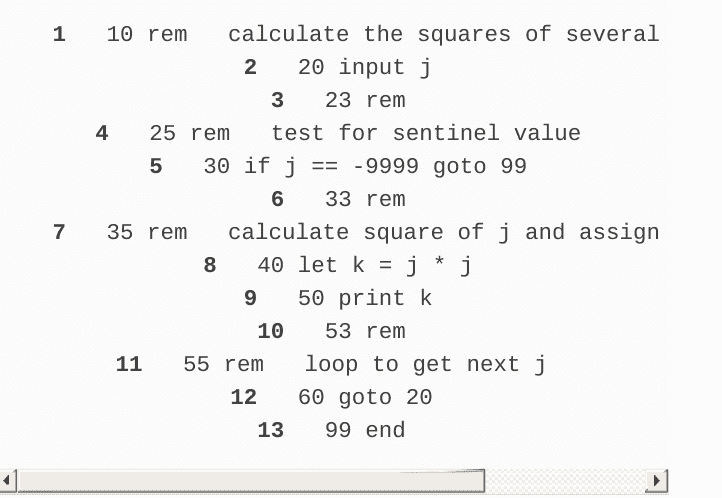 1 10 rem calculate the squares of several
2 20 input j
3 23 rem
4 25 rem test for sentinel value
5 30 if j == -9999 goto 99
6 33 rem
7 35 rem calculate square of j and assign
8 40 let k = j * j
9 50 print k
10 53 rem
11 55 rem loop to get next j
12 60 goto 20
13 99 end